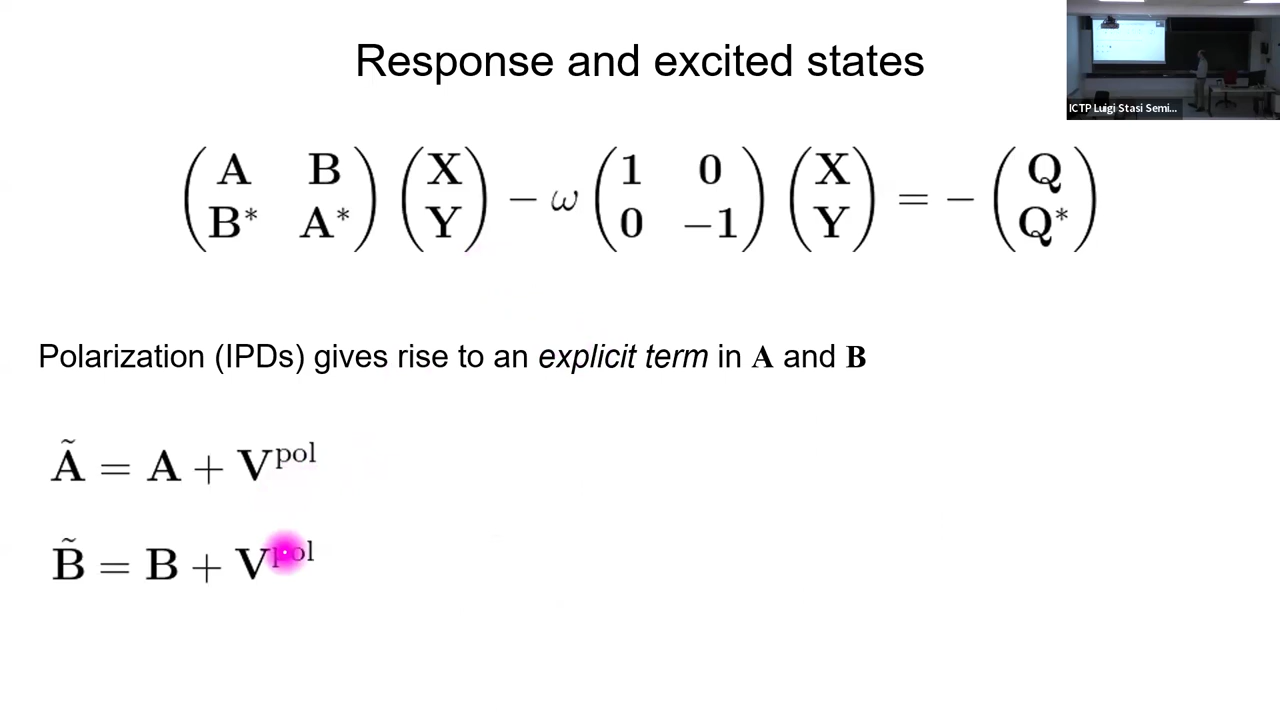 Response and excited states
ICTP Luigi Stasi Semi...
( A B ) ( X ) − ω ( 1 0 ) ( X ) = − ( Q )
( B* A* ) ( Y ) ( 0 −1 ) ( Y ) ( Q* )
Polarization (IPDs) gives rise to an explicit term in A and B
Ã = A + V^pol
B̃ = B + V^pol